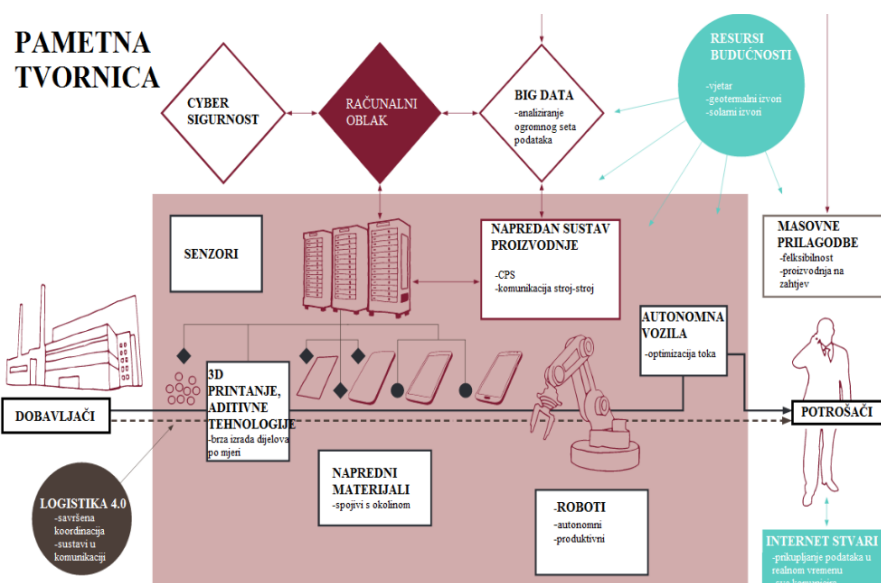 PAMETNA
TVORNICA
CYBER
SIGURNOST
RAČUNALNI
OBLAK
BIG DATA
-analiziranje
ogromnog seta
podataka
RESURSI
BUDUĆNOSTI
-vjetar
-geotermalni izvori
-solarni izvori
SENZORI
NAPREDAN SUSTAV
PROIZVODNJE
-CPS
-komunikacija stroj-stroj
MASOVNE
PRILAGODBE
-felksibilnost
-proizvodnja na
zahtjev
AUTONOMNA
VOZILA
-optimizacija toka
3D
PRINTANJE,
ADITIVNE
TEHNOLOGIJE
-brza izrada dijelova
po mjeri
DOBAVLJAČI
POTROŠAČI
NAPREDNI
MATERIJALI
-spojivi s okolinom
-ROBOTI
-autonomni
-produktivni
LOGISTIKA 4.0
-savršena
koordinacija
-sustavi u
komunikaciji
INTERNET STVARI
-prikupljanje podataka u
realnom vremenu